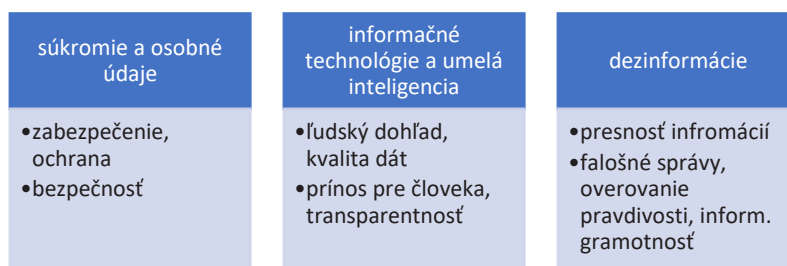 súkromie a osobné
údaje
•zabezpečenie,
ochrana
•bezpečnosť
informačné
technológie a umelá
inteligencia
•ľudský dohľad,
kvalita dát
•prínos pre človeka,
transparentnosť
dezinformácie
•presnosť infromácií
•falošné správy,
overovanie
pravdivosti, inform.
gramotnosť